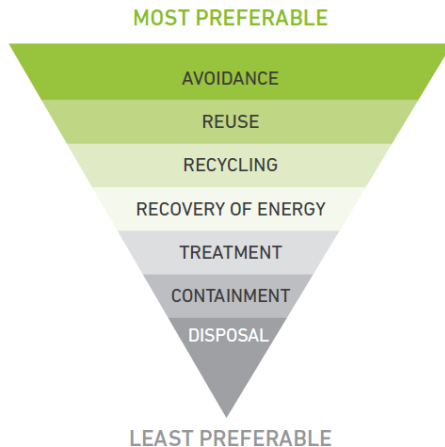 MOST PREFERABLE
AVOIDANCE
REUSE
RECYCLING
RECOVERY OF ENERGY
TREATMENT
CONTAINMENT
DISPOSAL
LEAST PREFERABLE